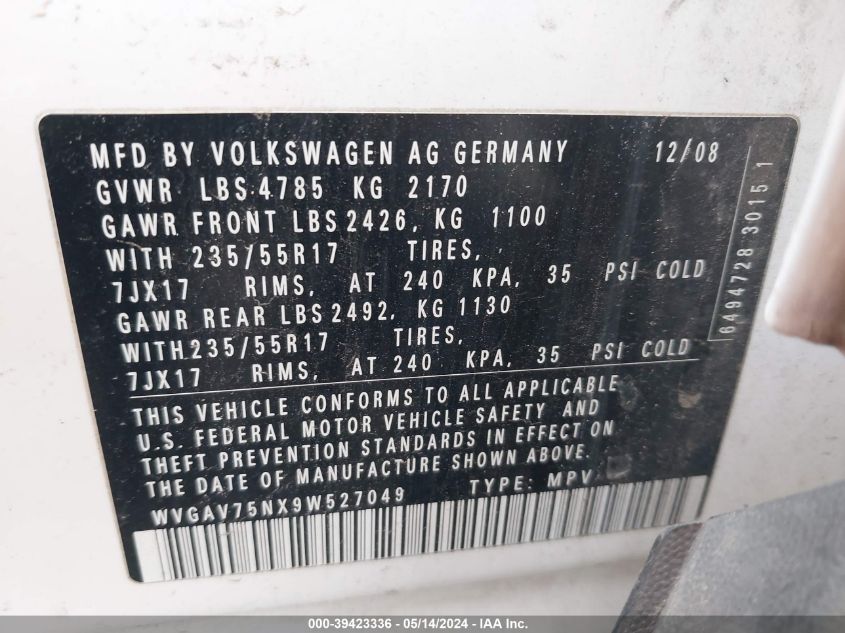 MFD BY VOLKSWAGEN AG GERMANY 12/08
GVWR LBS 4785 KG 2170
GAWR FRONT LBS 2426, KG 1100
WITH 235/55R17 TIRES,
7JX17 RIMS, AT 240 KPA, 35 PSI COLD
GAWR REAR LBS 2492, KG 1130
WITH 235/55R17 TIRES,
7JX17 RIMS, AT 240 KPA, 35 PSI COLD
THIS VEHICLE CONFORMS TO ALL APPLICABLE
U.S. FEDERAL MOTOR VEHICLE SAFETY AND
THEFT PREVENTION STANDARDS IN EFFECT ON
THE DATE OF MANUFACTURE SHOWN ABOVE.
WVGAV75NX9W527049 TYPE: MPV
6494728 3015 1
000-39423336 - 05/14/2024 - IAA Inc.